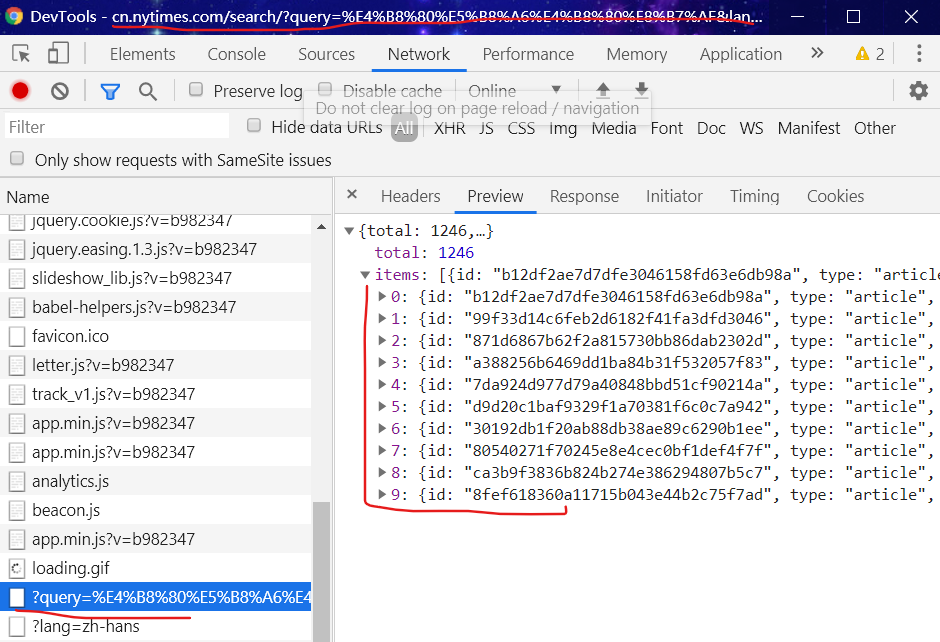 DevTools - cn.nytimes.com/search/?query=%E4%B8%80%E5%B8%A6%E4%B8%80%E8%B7%AF&lan...
Elements Console Sources Network Performance Memory Application » 2
Preserve log Disable cache Online
Do not clear log on page reload / navigation
Filter Hide data URLs All XHR JS CSS Img Media Font Doc WS Manifest Other
Only show requests with SameSite issues
Name
× Headers Preview Response Initiator Timing Cookies
jquery.cookie.js?v=b982347
jquery.easing.1.3.js?v=b982347
slideshow_lib.js?v=b982347
babel-helpers.js?v=b982347
favicon.ico
letter.js?v=b982347
track_v1.js?v=b982347
app.min.js?v=b982347
app.min.js?v=b982347
analytics.js
beacon.js
app.min.js?v=b982347
loading.gif
?query=%E4%B8%80%E5%B8%A6%E4
?lang=zh-hans
{total: 1246,…}
total: 1246
items: [{id: "b12df2ae7d7dfe3046158fd63e6db98a", type: "article
0: {id: "b12df2ae7d7dfe3046158fd63e6db98a", type: "article",
1: {id: "99f33d14c6feb2d6182f41fa3dfd3046", type: "article",
2: {id: "871d6867b62f2a815730bb86dab2302d", type: "article",
3: {id: "a388256b6469dd1ba84b31f532057f83", type: "article",
4: {id: "7da924d977d79a40848bbd51cf90214a", type: "article",
5: {id: "d9d20c1baf9329f1a70381f6c0c7a942", type: "article",
6: {id: "30192db1f20ab88db38ae89c6290b1ee", type: "article",
7: {id: "80540271f70245e8e4cec0bf1def4f7f", type: "article",
8: {id: "ca3b9f3836b824b274e386294807b5c7", type: "article",
9: {id: "8fef618360a11715b043e44b2c75f7ad", type: "article",